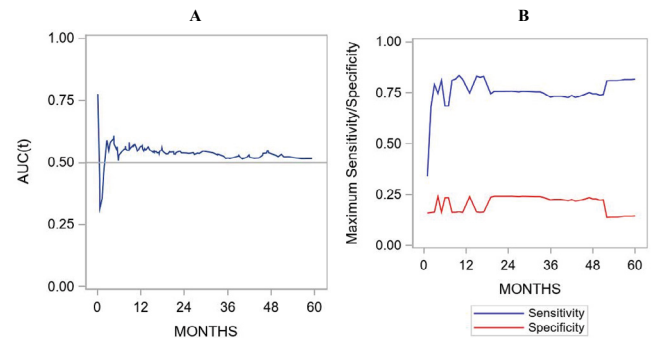 A
B
1.00
0.75
0.50
0.25
0.00
AUC(t)
0 12 24 36 48 60
MONTHS
1.00
0.75
0.50
0.25
0.00
Maximum Sensitivity/Specificity
0 12 24 36 48 60
MONTHS
Sensitivity
Specificity